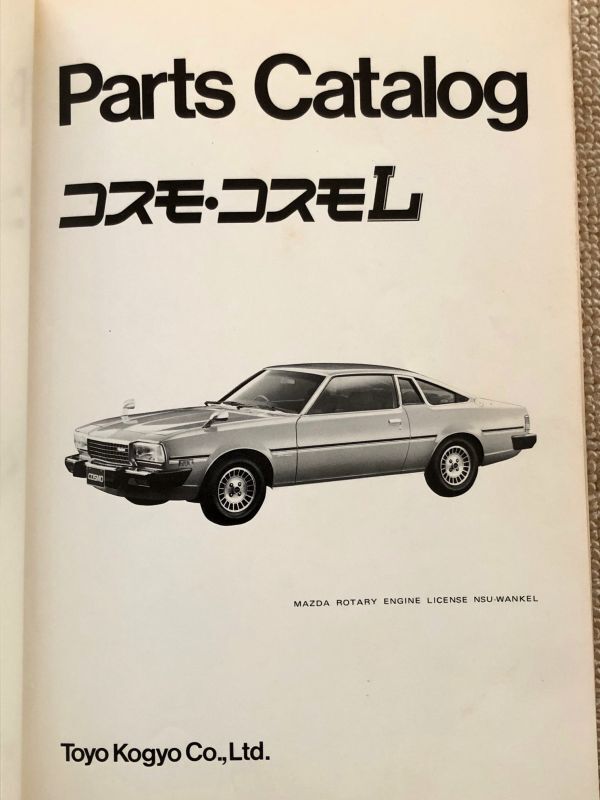 Parts Catalog
コスモ・コスモL
COSMO
MAZDA ROTARY ENGINE LICENSE NSU-WANKEL
Toyo Kogyo Co., Ltd.